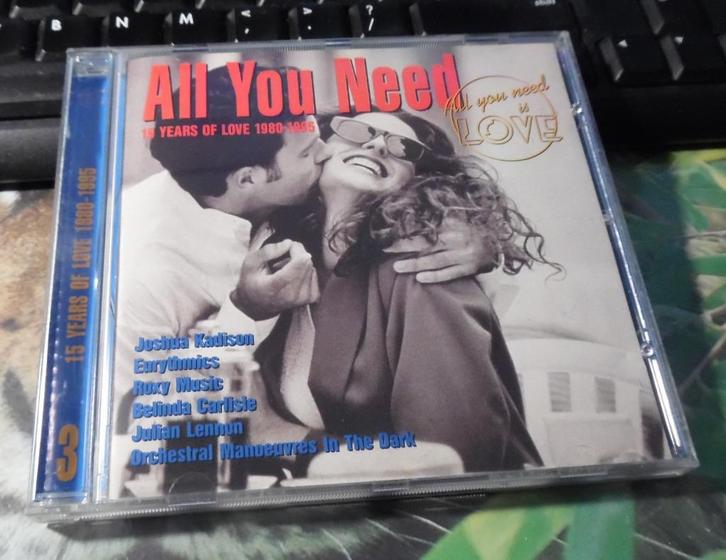 B N M < > ? /
All You Need
15 YEARS OF LOVE 1980-1995
All you need
is
LOVE
15 YEARS OF LOVE 1980-1995
3
Joshua Kadison
Eurythmics
Roxy Music
Belinda Carlisle
Julian Lennon
Orchestral Manoeuvres In The Dark